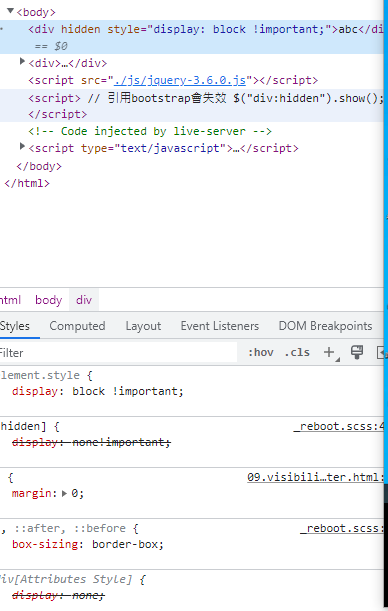 <body>
<div hidden style="display: block !important;">abc</di
== $0
<div>…</div>
<script src="./js/jquery-3.6.0.js"></script>
<script> // 引用bootstrap會失效 $("div:hidden").show();
</script>
<!-- Code injected by live-server -->
<script type="text/javascript">…</script>
</body>
</html>
html body div
Styles Computed Layout Event Listeners DOM Breakpoints
Filter :hov .cls
element.style {
display: block !important;
hidden] { _reboot.scss:4
display: none!important;
{ 09.visibili…ter.html:
margin: 0;
, ::after, ::before { _reboot.scss:
box-sizing: border-box;
div[Attributes Style] {
display: none;